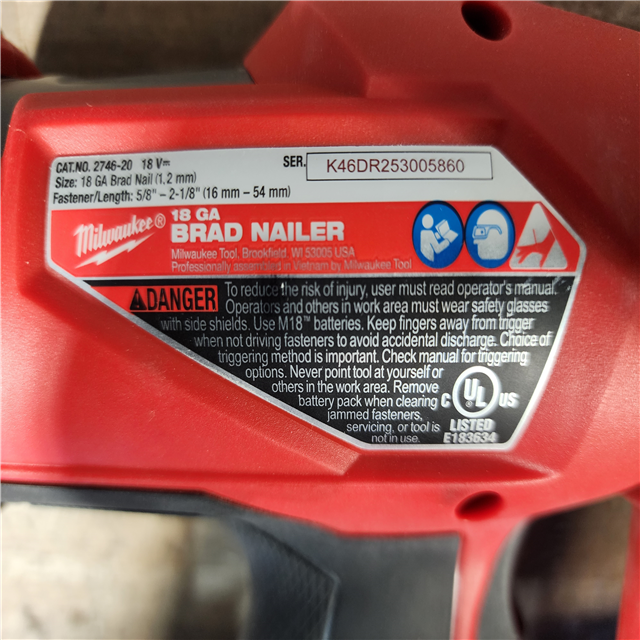 CAT.NO. 2746-20 18 V⎓
SER. K46DR253005860
Size: 18 GA Brad Nail (1,2 mm)
Fastener/Length: 5/8" – 2-1/8" (16 mm – 54 mm)
Milwaukee®
18 GA
BRAD NAILER
Milwaukee Tool, Brookfield, WI 53005 USA
Professionally assembled in Vietnam by Milwaukee Tool
DANGER
To reduce the risk of injury, user must read operator's manual.
Operators and others in work area must wear safety glasses
with side shields. Use M18™ batteries. Keep fingers away from trigger
when not driving fasteners to avoid accidental discharge. Choice of
triggering method is important. Check manual for triggering
options. Never point tool at yourself or
others in the work area. Remove
battery pack when clearing
jammed fasteners,
servicing, or tool is
not in use.
C UL US
LISTED
E183634